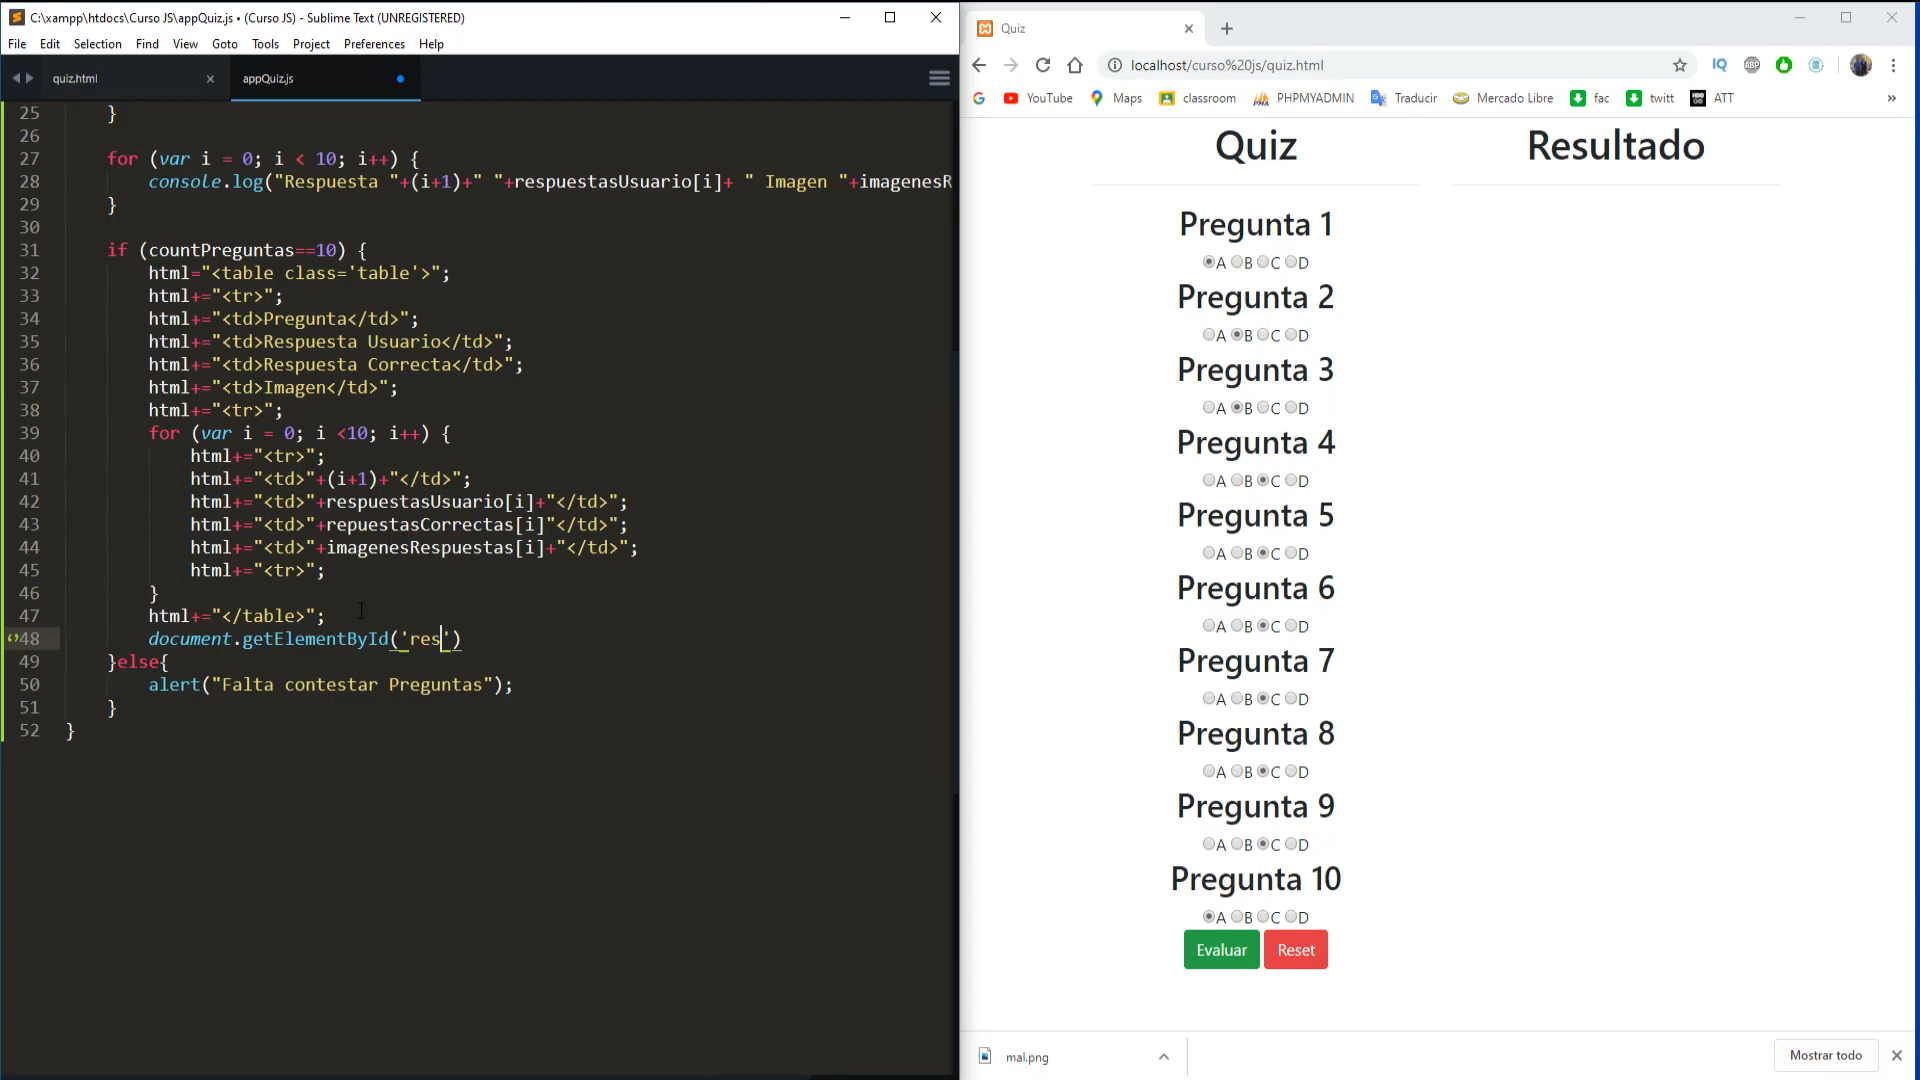 C:\xampp\htdocs\Curso JS\appQuiz.js • (Curso JS) - Sublime Text (UNREGISTERED)
File Edit Selection Find View Goto Tools Project Preferences Help
quiz.html
appQuiz.js
25 }
26
27 for (var i = 0; i < 10; i++) {
28 console.log("Respuesta "+(i+1)+" "+respuestasUsuario[i]+ " Imagen "+imagenesR
29 }
30
31 if (countPreguntas==10) {
32 html="<table class='table'>";
33 html+="<tr>";
34 html+="<td>Pregunta</td>";
35 html+="<td>Respuesta Usuario</td>";
36 html+="<td>Respuesta Correcta</td>";
37 html+="<td>Imagen</td>";
38 html+="<tr>";
39 for (var i = 0; i <10; i++) {
40 html+="<tr>";
41 html+="<td>"+(i+1)+"</td>";
42 html+="<td>"+respuestasUsuario[i]+"</td>";
43 html+="<td>"+repuestasCorrectas[i]"</td>";
44 html+="<td>"+imagenesRespuestas[i]+"</td>";
45 html+="<tr>";
46 }
47 html+="</table>";
48 document.getElementById('res')
49 }else{
50 alert("Falta contestar Preguntas");
51 }
52 }
Quiz
localhost/curso%20js/quiz.html
IQ
ABP
YouTube Maps classroom PHPMYADMIN Traducir Mercado Libre fac twitt ATT »
Quiz
Resultado
Pregunta 1
A B C D
Pregunta 2
A B C D
Pregunta 3
A B C D
Pregunta 4
A B C D
Pregunta 5
A B C D
Pregunta 6
A B C D
Pregunta 7
A B C D
Pregunta 8
A B C D
Pregunta 9
A B C D
Pregunta 10
A B C D
Evaluar Reset
mal.png
Mostrar todo